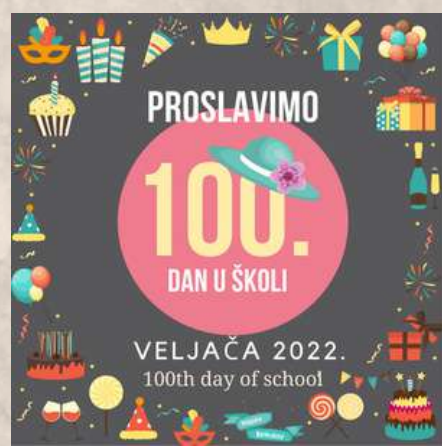 PROSLAVIMO
100.
DAN U ŠKOLI
VELJAČA 2022.
100th day of school